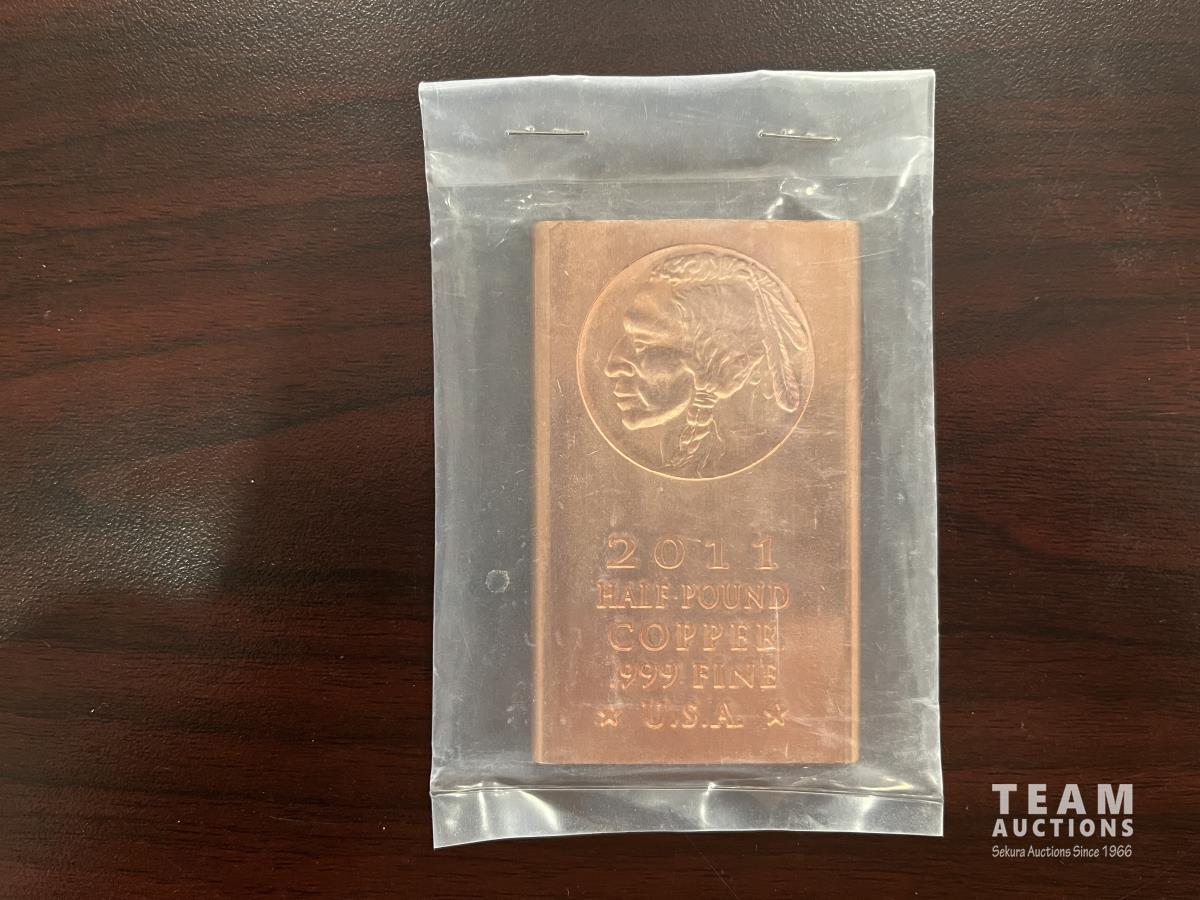 2011
HALF-POUND
COPPER
.999 FINE
★ U.S.A. ★
TEAM
AUCTIONS
Sekura Auctions Since 1966